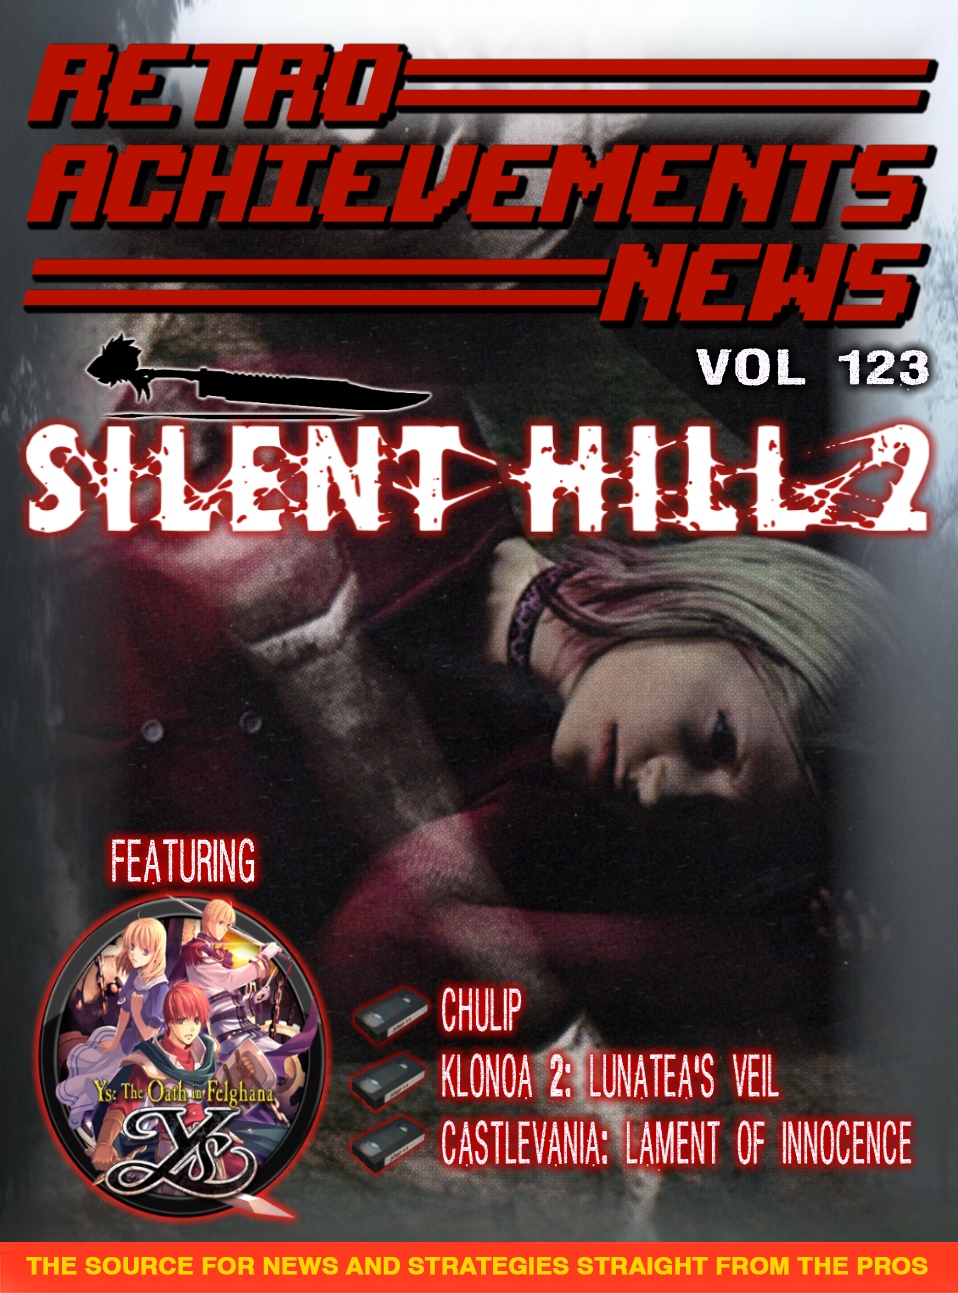 RETRO
ACHIEVEMENTS
NEWS
VOL 123
SILENT HILL 2
FEATURING
Ys: The Oath in Felghana
Ys
CHULIP
KLONOA 2: LUNATEA'S VEIL
CASTLEVANIA: LAMENT OF INNOCENCE
THE SOURCE FOR NEWS AND STRATEGIES STRAIGHT FROM THE PROS